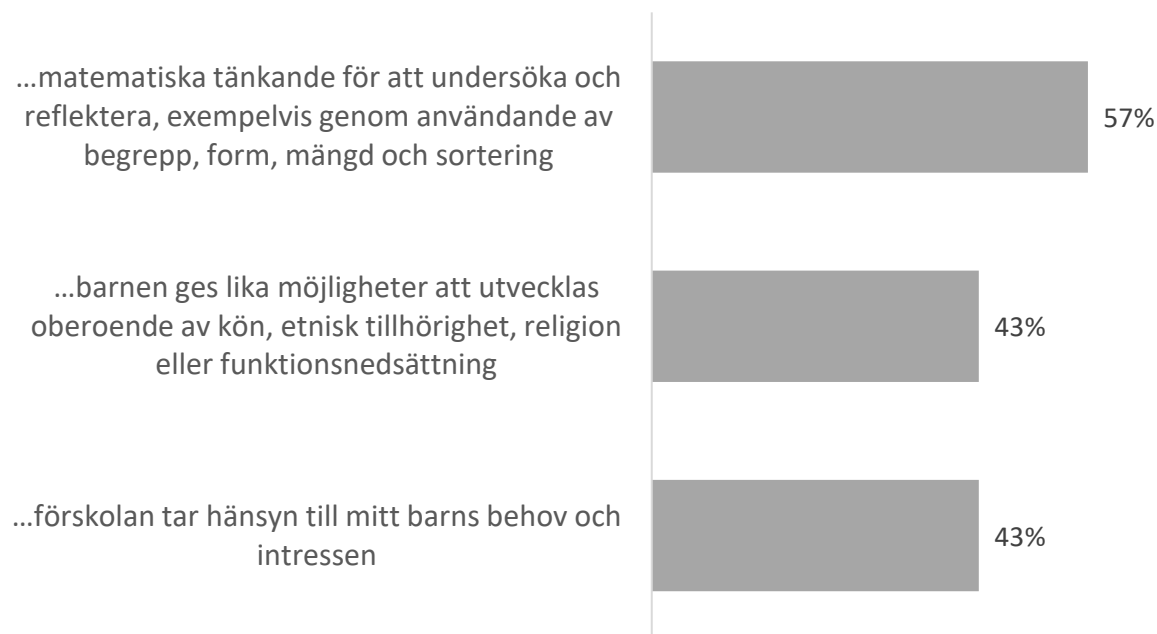 …matematiska tänkande för att undersöka och
reflektera, exempelvis genom användande av
begrepp, form, mängd och sortering
57%
…barnen ges lika möjligheter att utvecklas
oberoende av kön, etnisk tillhörighet, religion
eller funktionsnedsättning
43%
…förskolan tar hänsyn till mitt barns behov och
intressen
43%